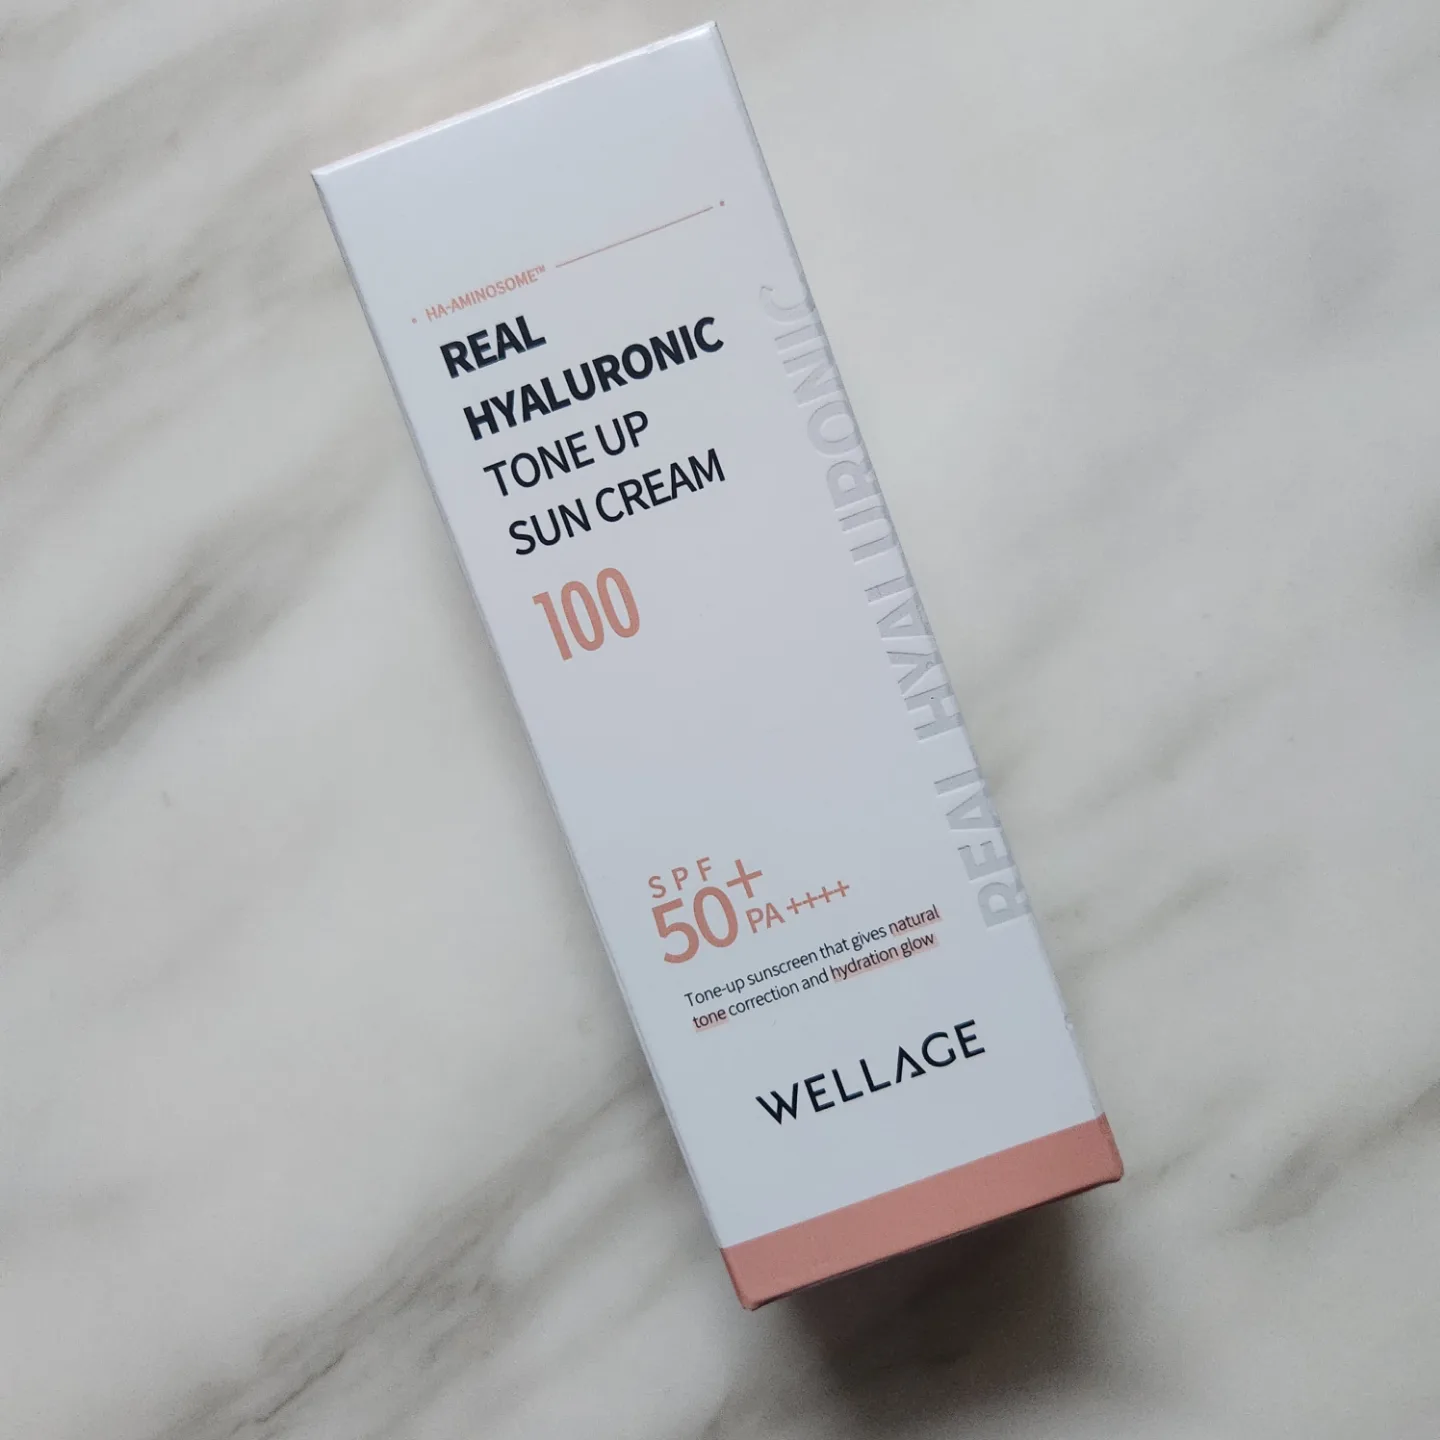 HA-AMINOSOME™
REAL
HYALURONIC
TONE UP
SUN CREAM
100
SPF
50+
PA++++
Tone-up sunscreen that gives natural
tone correction and hydration glow
WELLAGE
REAL HYALURONIC